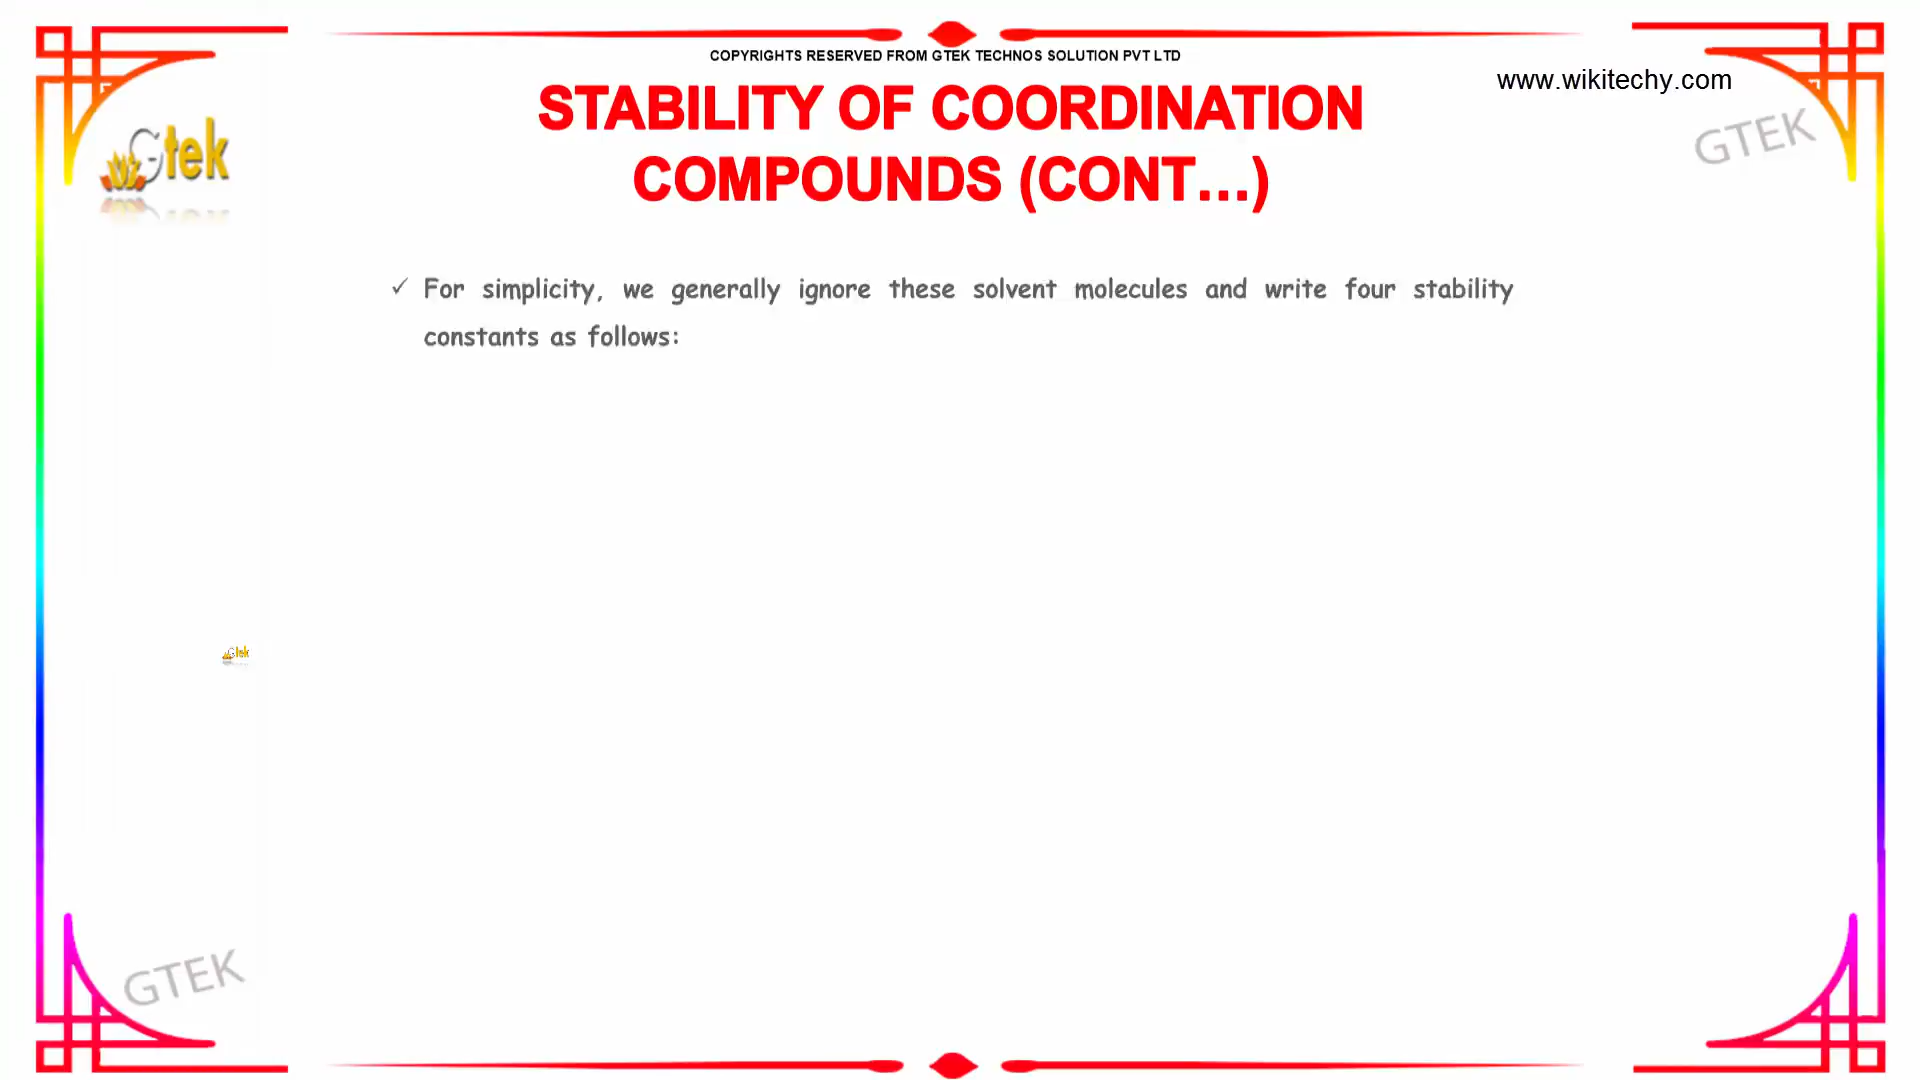 COPYRIGHTS RESERVED FROM GTEK TECHNOS SOLUTION PVT LTD
www.wikitechy.com
STABILITY OF COORDINATION
COMPOUNDS (CONT...)
Gtek
GTEK
✓ For simplicity, we generally ignore these solvent molecules and write four stability
constants as follows:
Gtek
GTEK